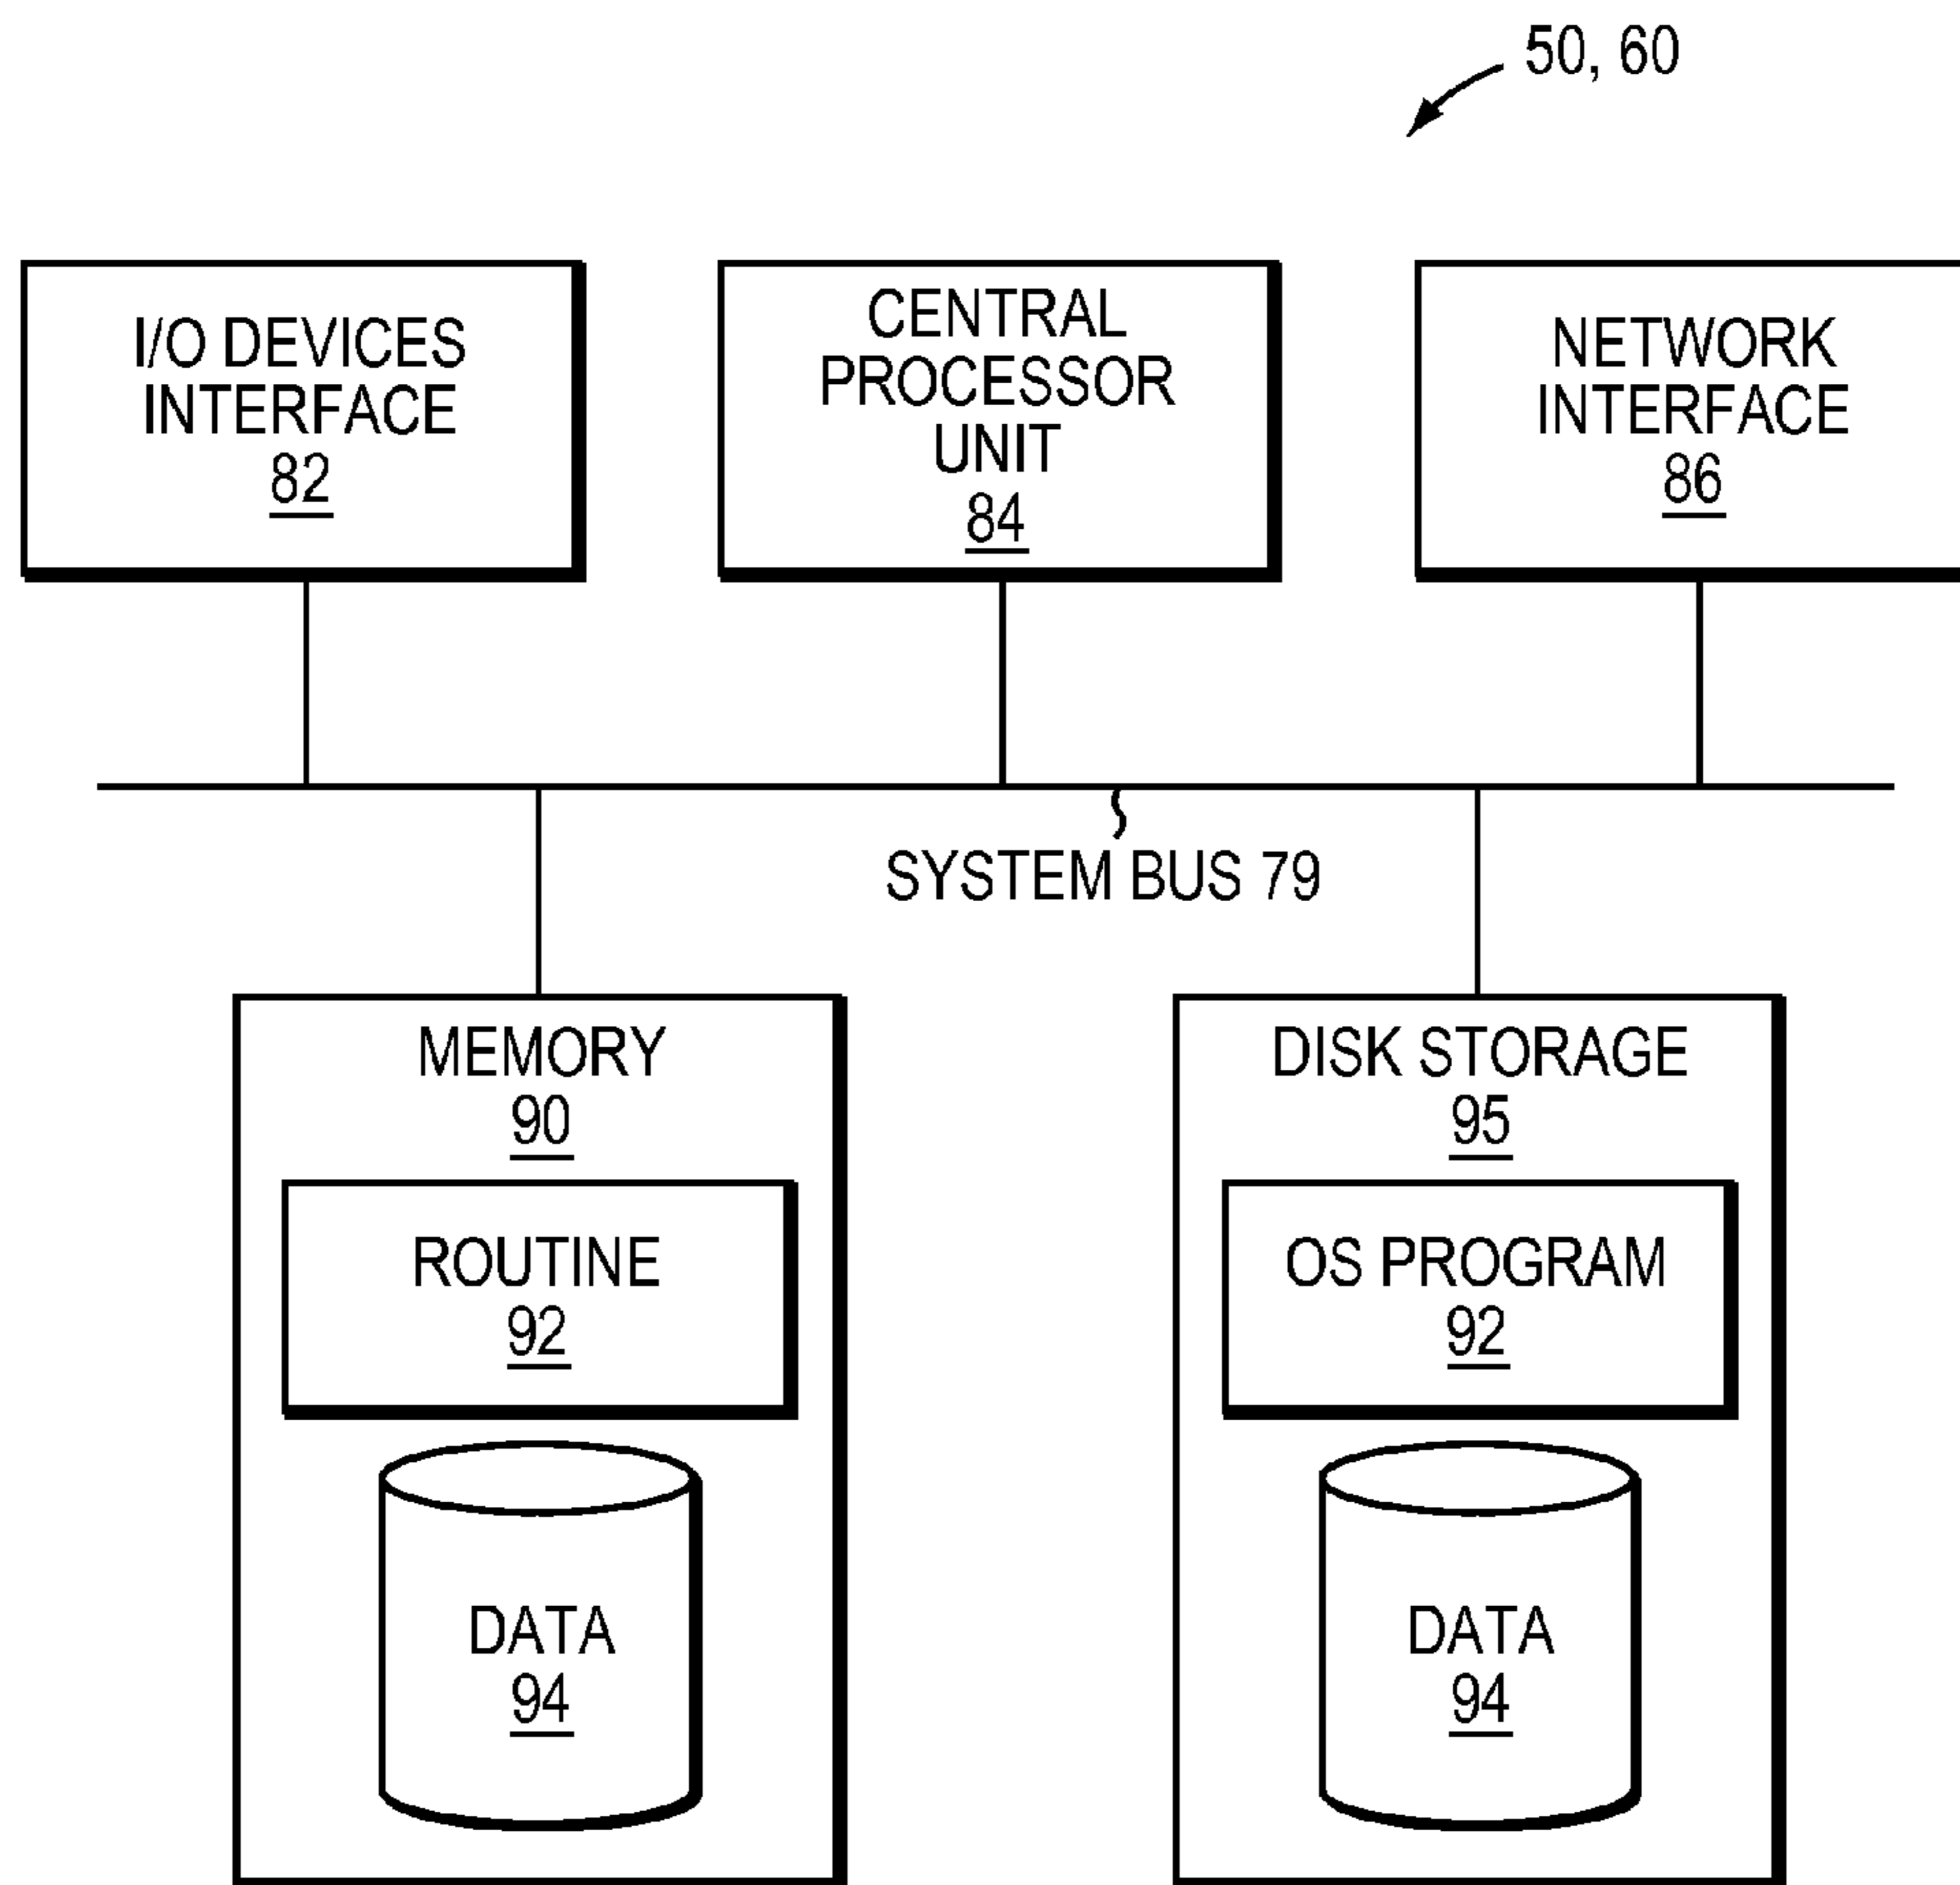 50, 60
I/O DEVICES
INTERFACE
82
CENTRAL
PROCESSOR
UNIT
84
NETWORK
INTERFACE
86
SYSTEM BUS 79
MEMORY
90
ROUTINE
92
DATA
94
DISK STORAGE
95
OS PROGRAM
92
DATA
94